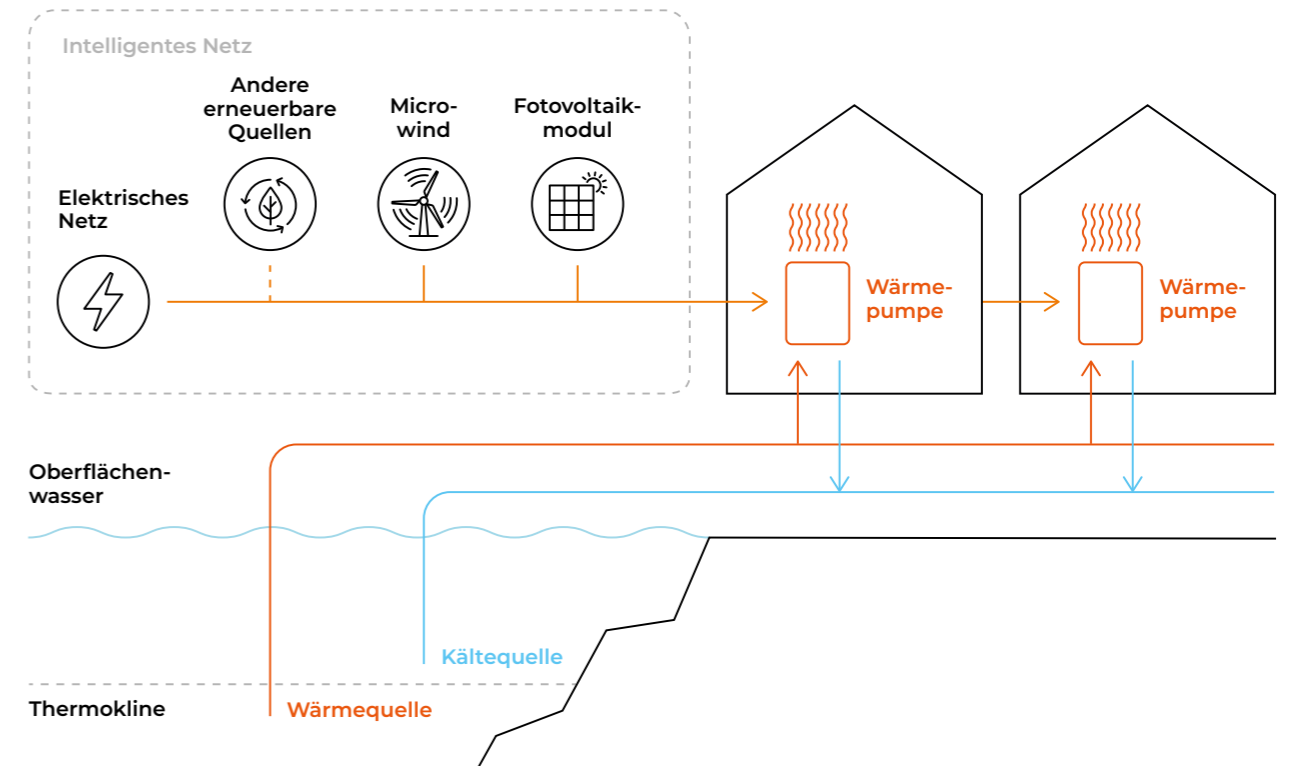 Intelligentes Netz
Andere
erneuerbare
Quellen
Micro-
wind
Fotovoltaik-
modul
Elektrisches
Netz
Wärme-
pumpe
Wärme-
pumpe
Oberflächen-
wasser
Kältequelle
Thermokline
Wärmequelle